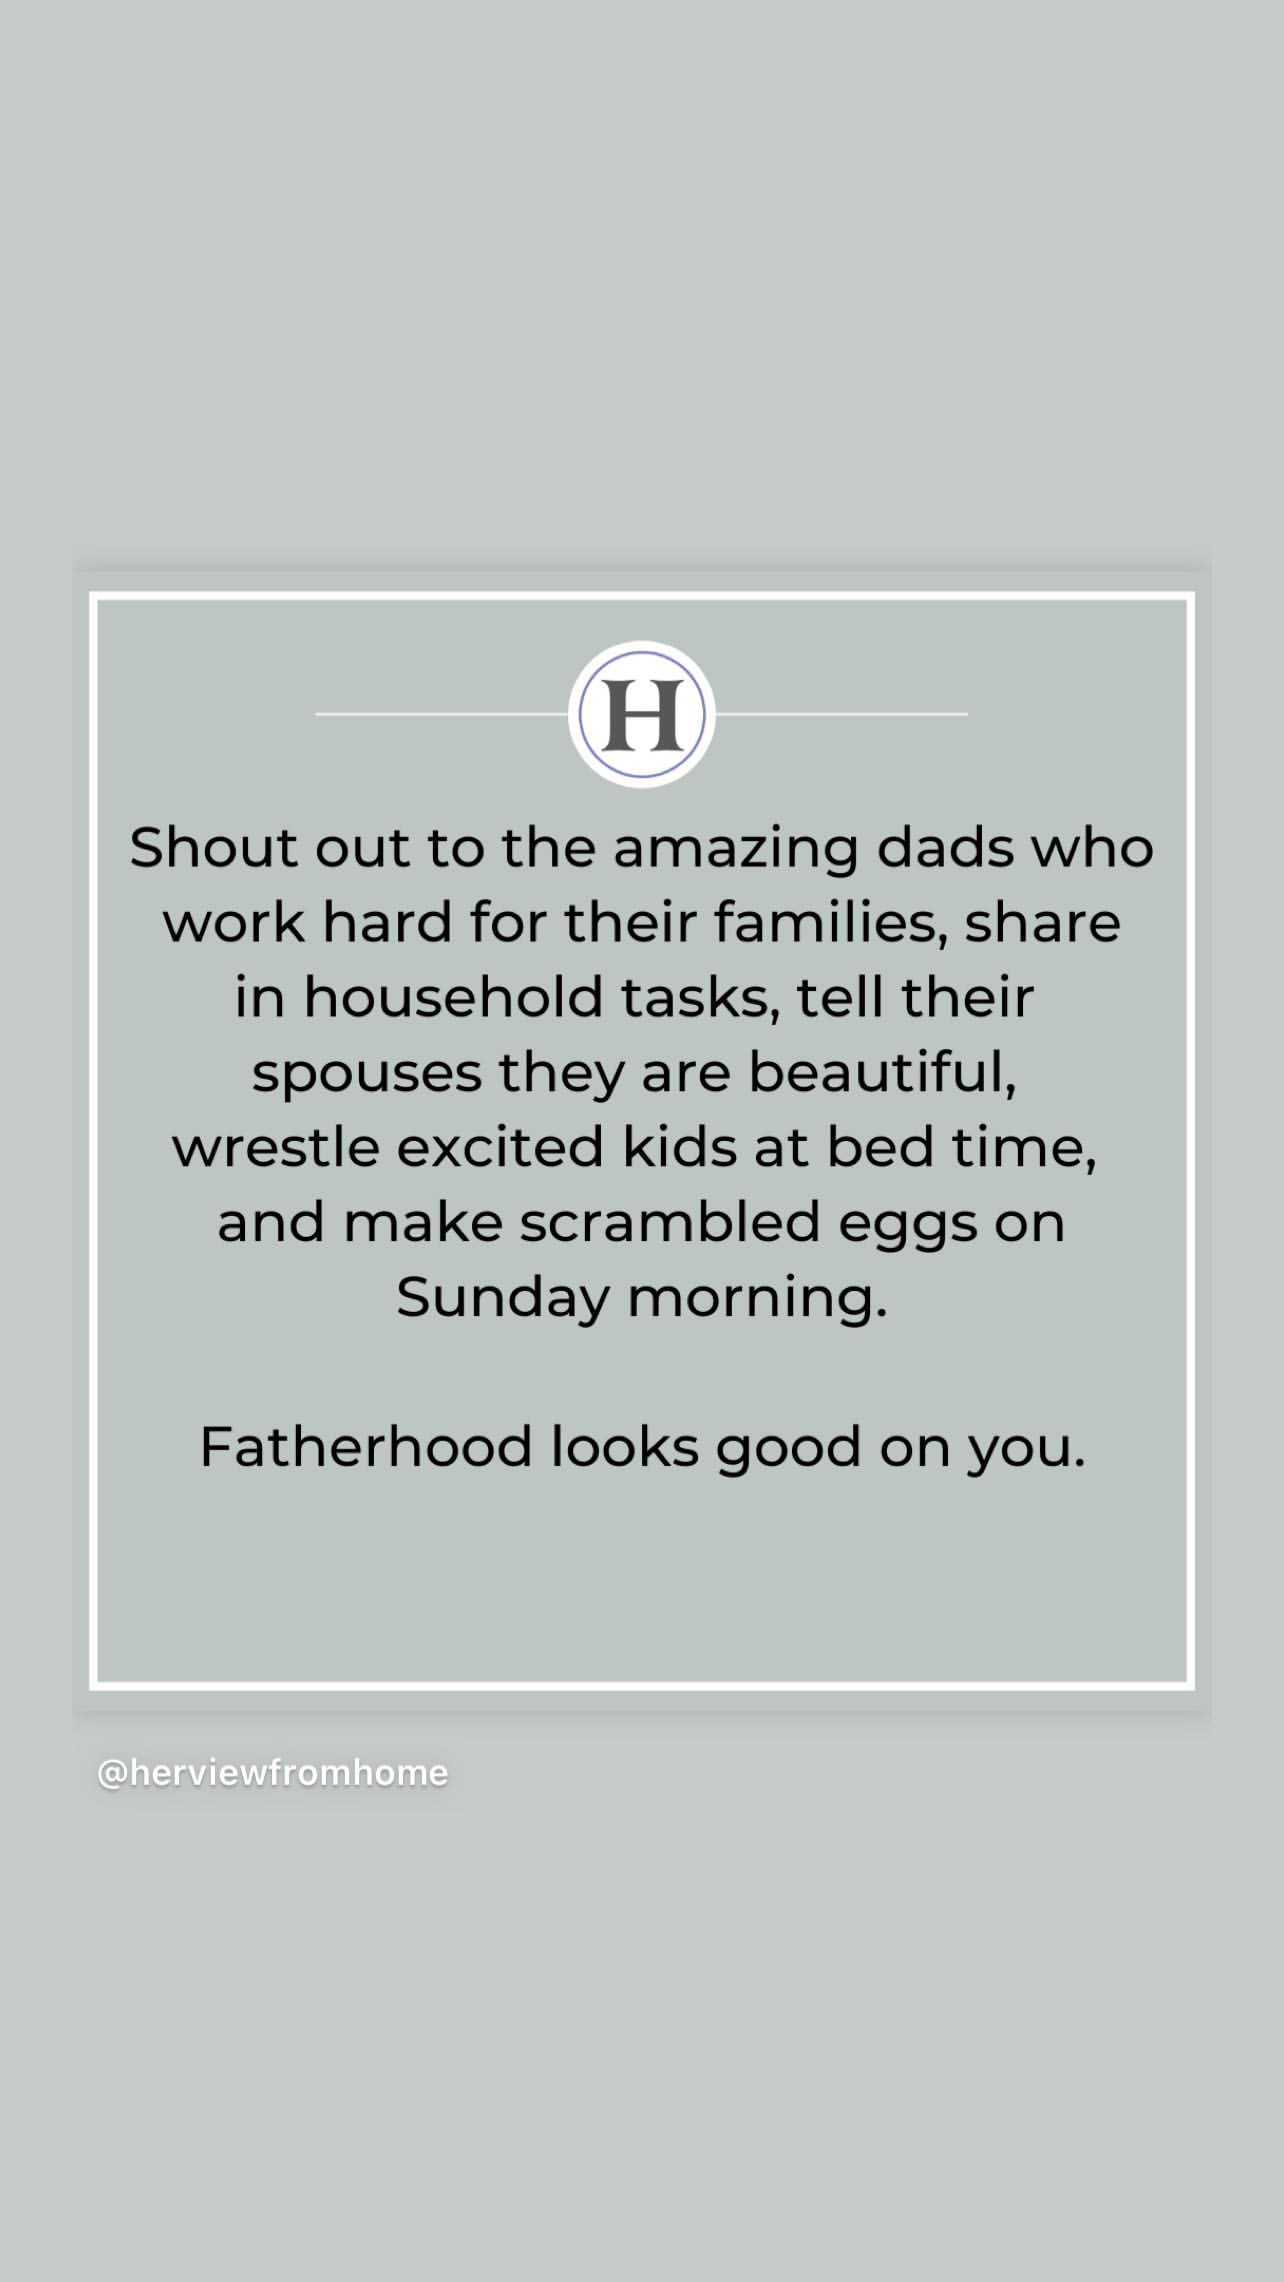 H
Shout out to the amazing dads who
work hard for their families, share
in household tasks, tell their
spouses they are beautiful,
wrestle excited kids at bed time,
and make scrambled eggs on
Sunday morning.
Fatherhood looks good on you.
@herviewfromhome